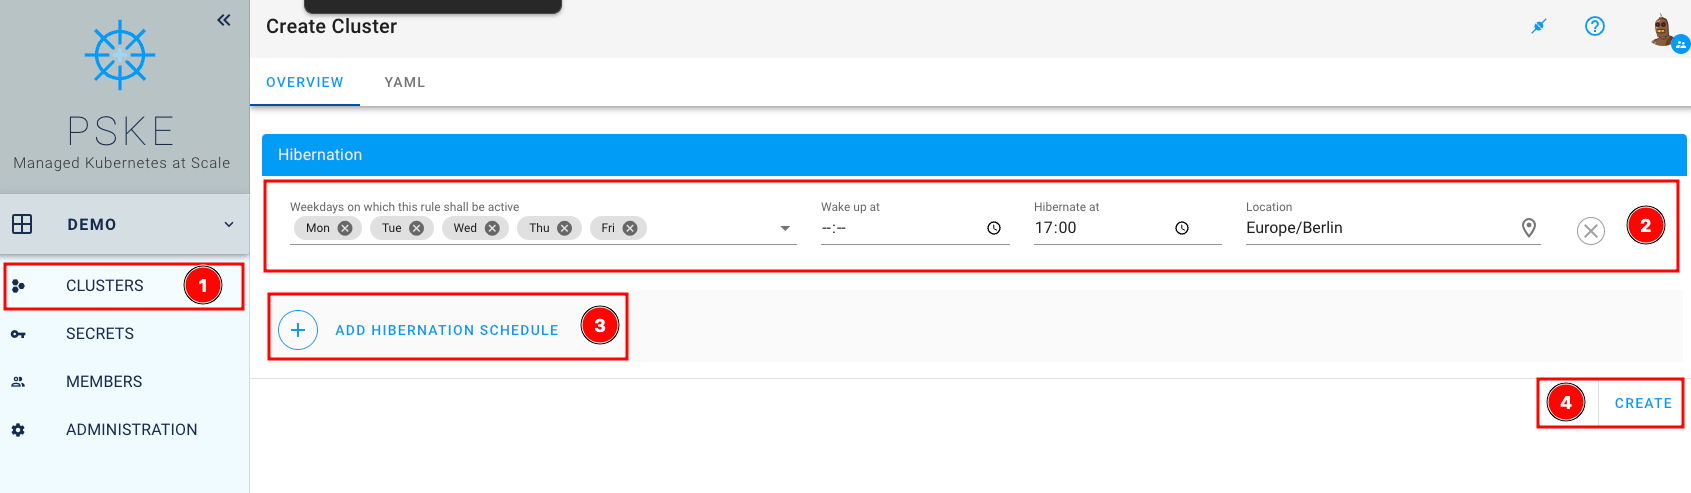 Create Cluster
PSKE
Managed Kubernetes at Scale
DEMO
CLUSTERS 1
SECRETS
MEMBERS
ADMINISTRATION
OVERVIEW YAML
Hibernation
Weekdays on which this rule shall be active Wake up at Hibernate at Location
Mon Tue Wed Thu Fri --:-- 17:00 Europe/Berlin 2
ADD HIBERNATION SCHEDULE 3
4 CREATE